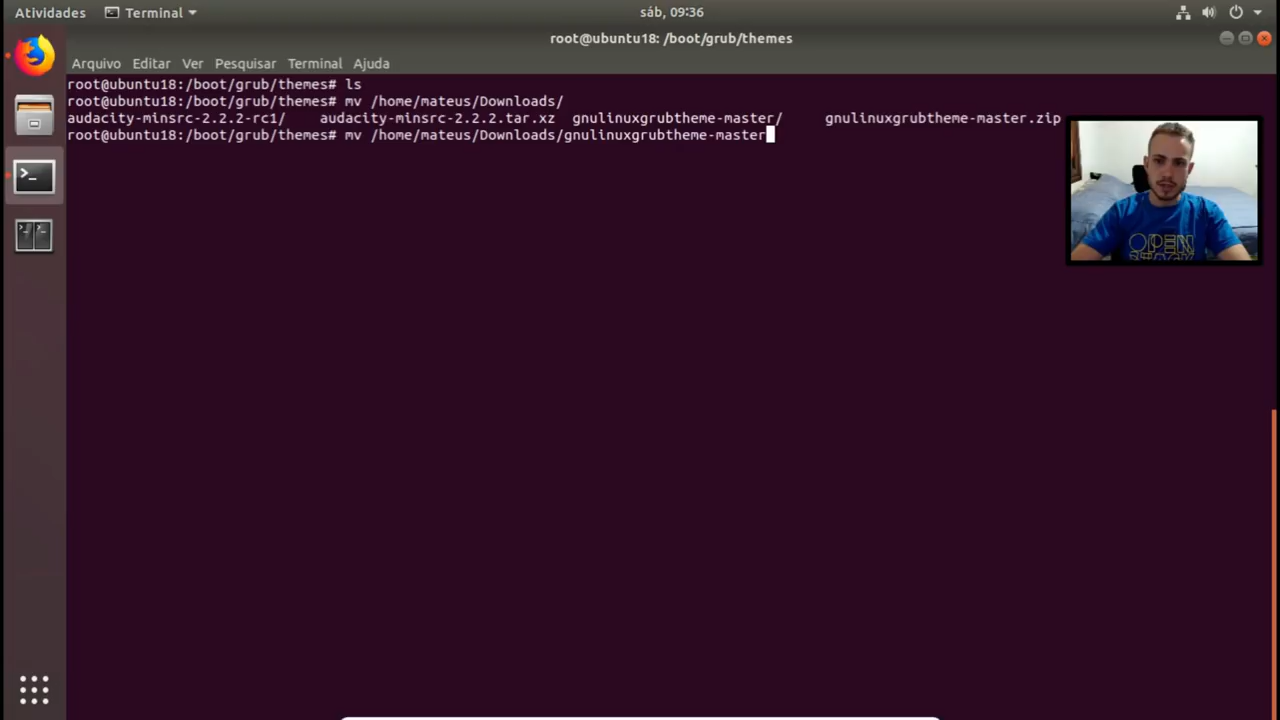 Atividades Terminal sáb, 09:36
root@ubuntu18: /boot/grub/themes
Arquivo Editar Ver Pesquisar Terminal Ajuda
root@ubuntu18:/boot/grub/themes# ls
root@ubuntu18:/boot/grub/themes# mv /home/mateus/Downloads/
audacity-minsrc-2.2.2-rc1/ audacity-minsrc-2.2.2.tar.xz gnulinuxgrubtheme-master/ gnulinuxgrubtheme-master.zip
root@ubuntu18:/boot/grub/themes# mv /home/mateus/Downloads/gnulinuxgrubtheme-master
OPEN
STACK